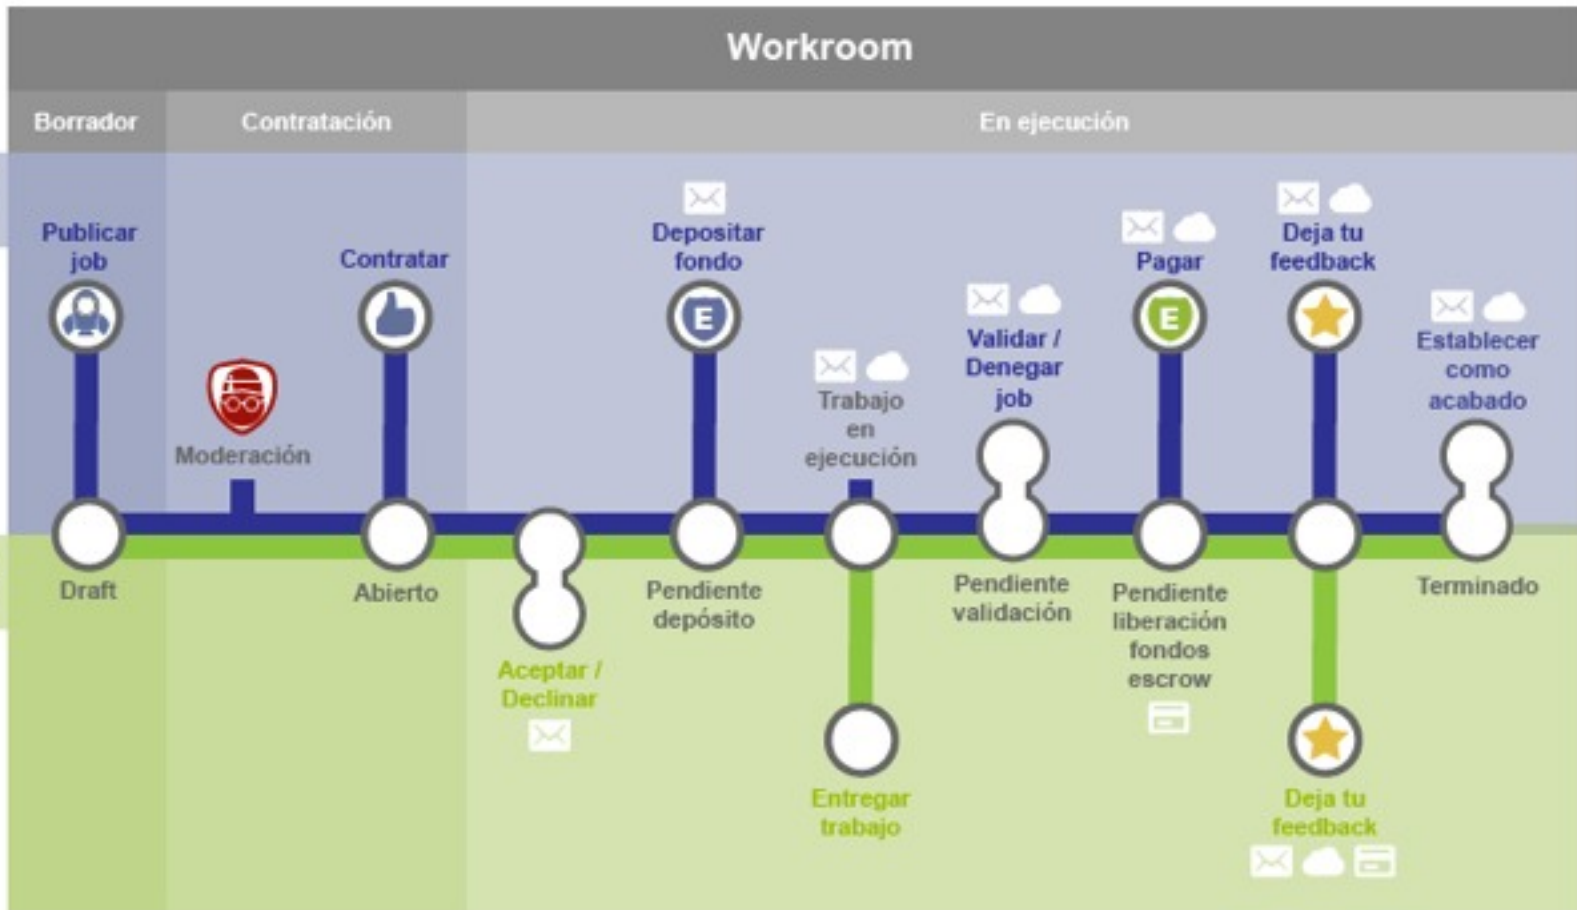 Workroom
Borrador
Contratación
En ejecución
Publicar
job
Contratar
Depositar
fondo
Pagar
Deja tu
feedback
E
E
Validar /
Denegar
job
Establecer
como
acabado
Trabajo
en
ejecución
Moderación
Draft
Abierto
Pendiente
depósito
Pendiente
validación
Pendiente
liberación
fondos
escrow
Terminado
Aceptar /
Declinar
Entregar
trabajo
Deja tu
feedback